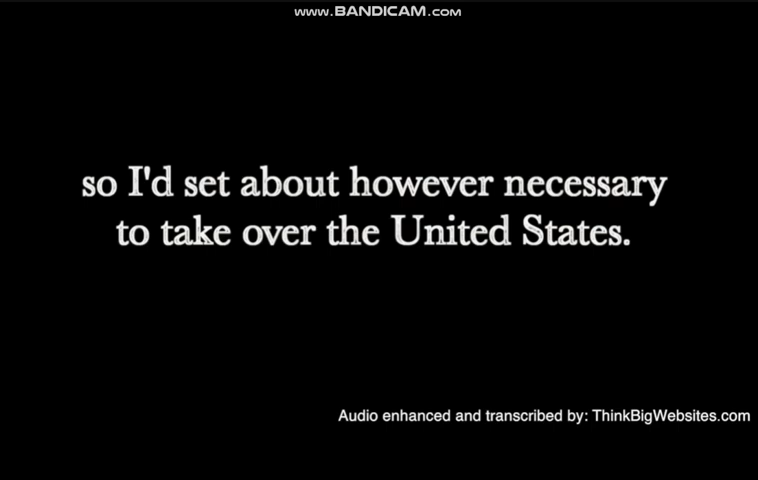 www.BANDICAM.com
so I'd set about however necessary
to take over the United States.
Audio enhanced and transcribed by: ThinkBigWebsites.com